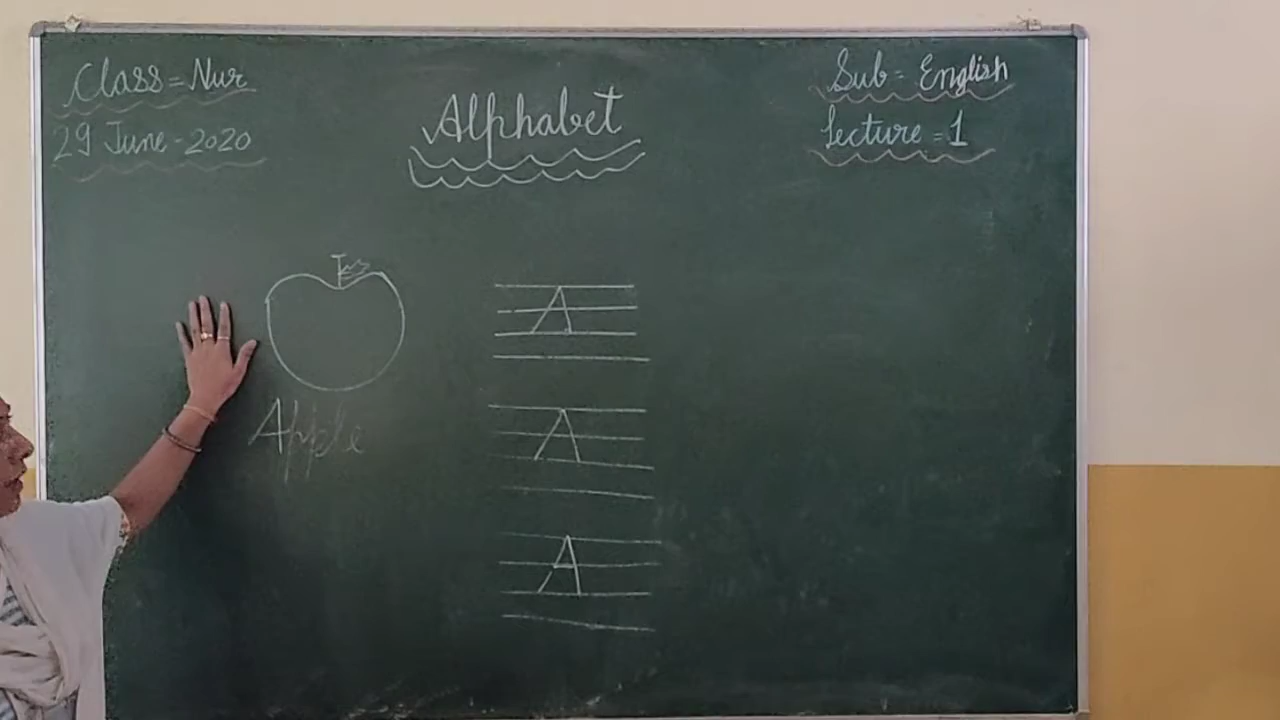 Class = Nur
29 June - 2020
Alphabet
Sub = English
Lecture = 1
Apple
A
A
A